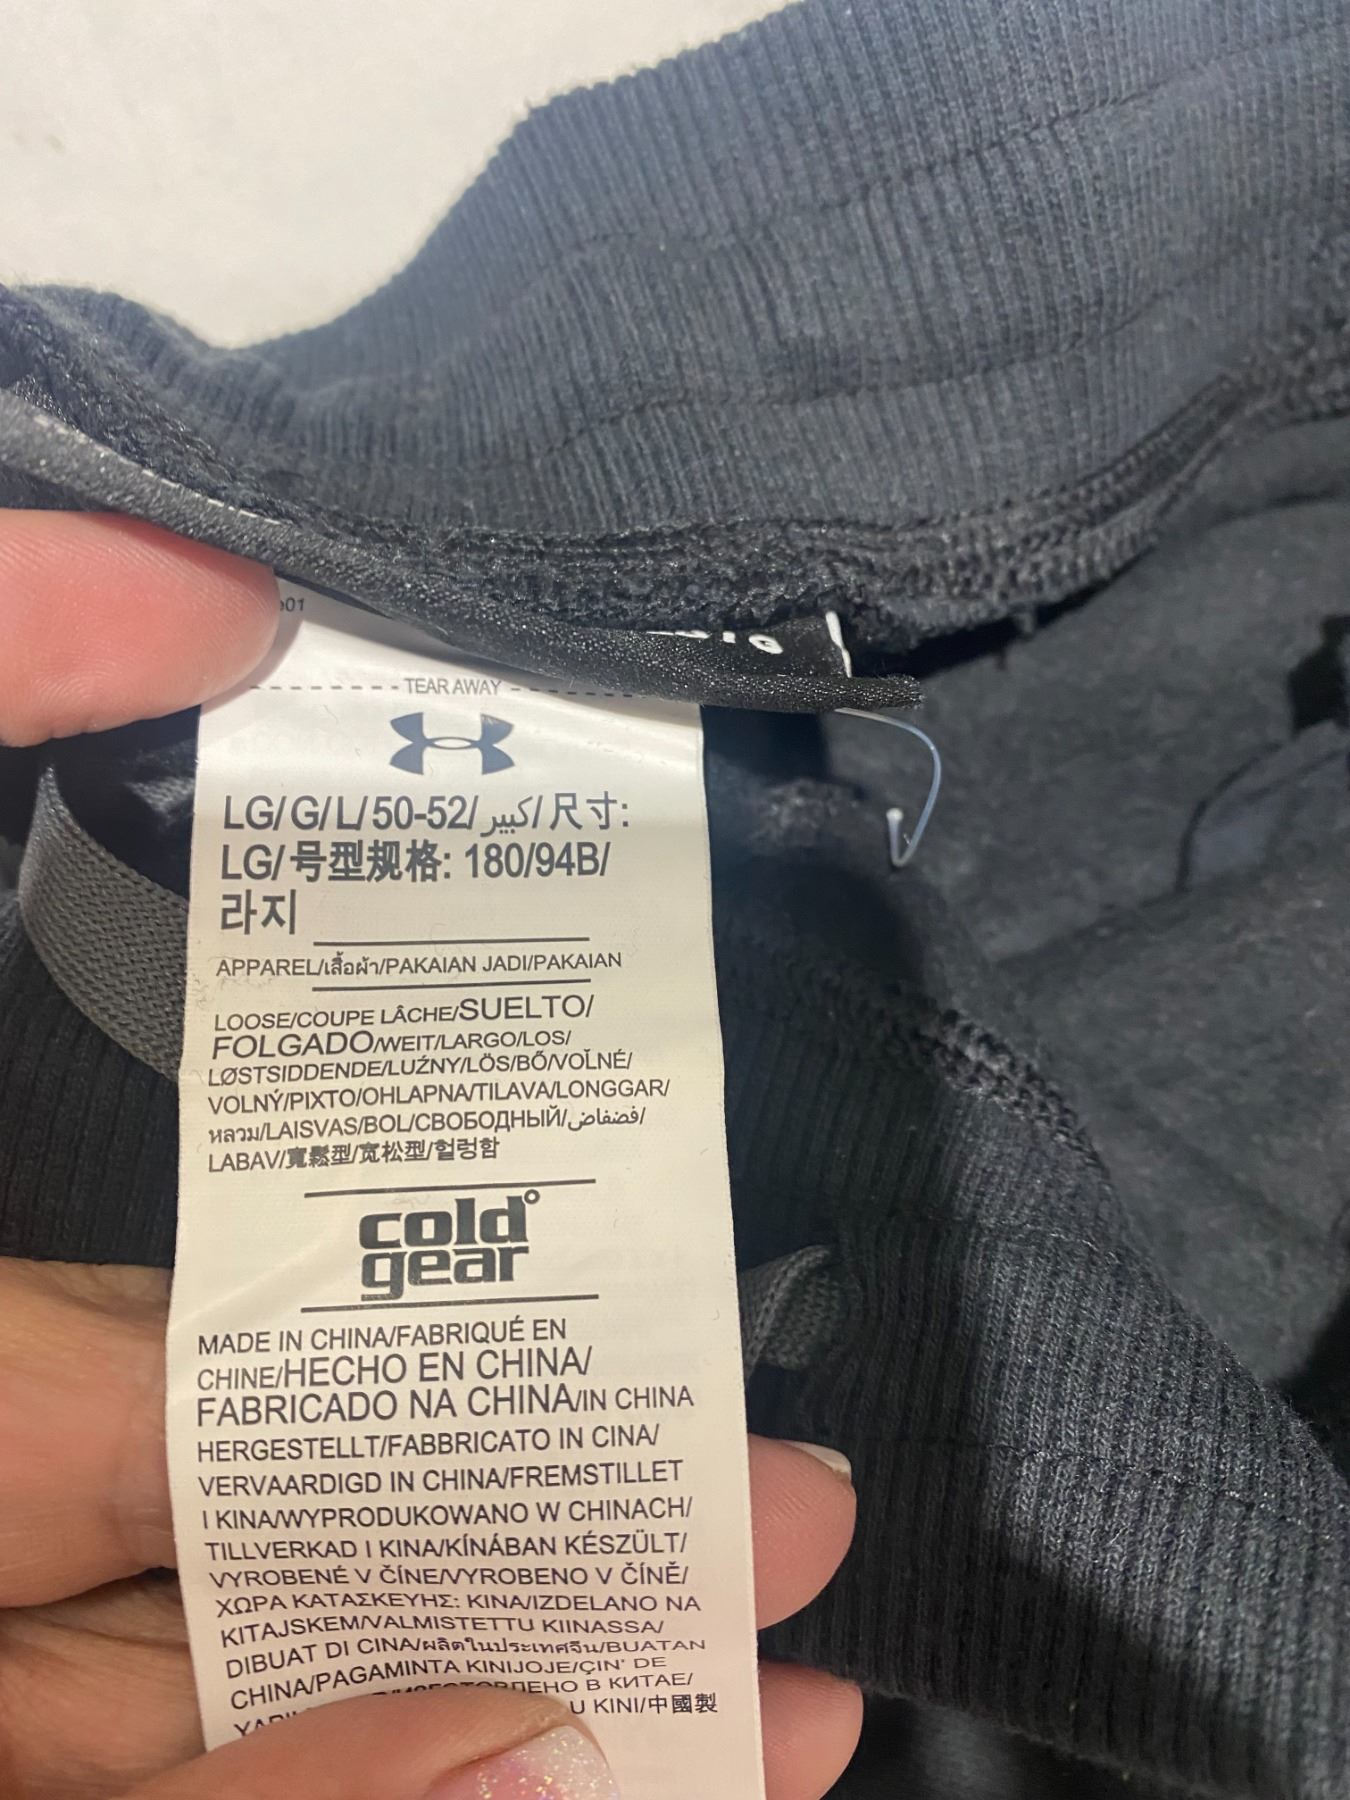 01
TEAR AWAY
LG/G/L/50-52/كبير/尺寸:
LG/号型规格: 180/94B/
라지
APPAREL/เสื้อผ้า/PAKAIAN JADI/PAKAIAN
LOOSE/COUPE LÂCHE/SUELTO/
FOLGADO/WEIT/LARGO/LOS/
LØSTSIDDENDE/LUŹNY/LÖS/BŐ/VOĽNÉ/
VOLNÝ/PIXTO/OHLAPNA/TILAVA/LONGGAR/
หลวม/LAISVAS/BOL/СВОБОДНЫЙ/فضفاض/
LABAV/寬鬆型/宽松型/헐렁함
cold°
gear
MADE IN CHINA/FABRIQUÉ EN
CHINE/HECHO EN CHINA/
FABRICADO NA CHINA/IN CHINA
HERGESTELLT/FABBRICATO IN CINA/
VERVAARDIGD IN CHINA/FREMSTILLET
I KINA/WYPRODUKOWANO W CHINACH/
TILLVERKAD I KINA/KÍNÁBAN KÉSZÜLT/
VYROBENÉ V ČÍNE/VYROBENO V ČÍNĚ/
ΧΩΡΑ ΚΑΤΑΣΚΕΥΗΣ: ΚΙΝΑ/IZDELANO NA
KITAJSKEM/VALMISTETTU KIINASSA/
DIBUAT DI CINA/ผลิตในประเทศจีน/BUATAN
CHINA/PAGAMINTA KINIJOJE/ÇIN' DE
В КИТАЕ/
U KINI/中國製